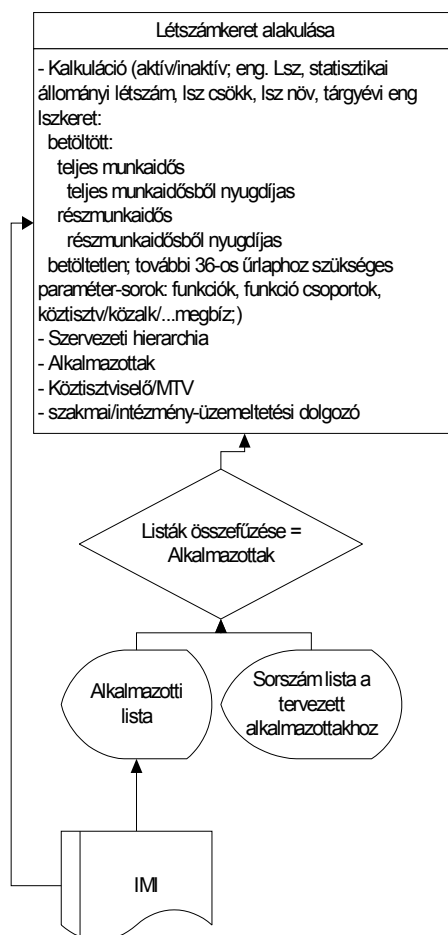 Létszámkeret alakulása
- Kalkuláció (aktív/inaktív; eng. Lsz, statisztikai
állományi létszám, lsz csökk, lsz növ, tárgyévi eng
lszkeret:
betöltött:
teljes munkaidős
teljes munkaidősből nyugdíjas
részmunkaidős
részmunkaidősből nyugdíjas
betöltetlen; további 36-os űrlaphoz szükséges
paraméter-sorok: funkciók, funkció csoportok,
köztisztv/közalk/...megbíz;)
- Szervezeti hierarchia
- Alkalmazottak
- Köztisztviselő/MTV
- szakmai/intézmény-üzemeltetési dolgozó
Listák összefűzése =
Alkalmazottak
Alkalmazotti
lista
Sorszám lista a
tervezett
alkalmazottakhoz
IMI